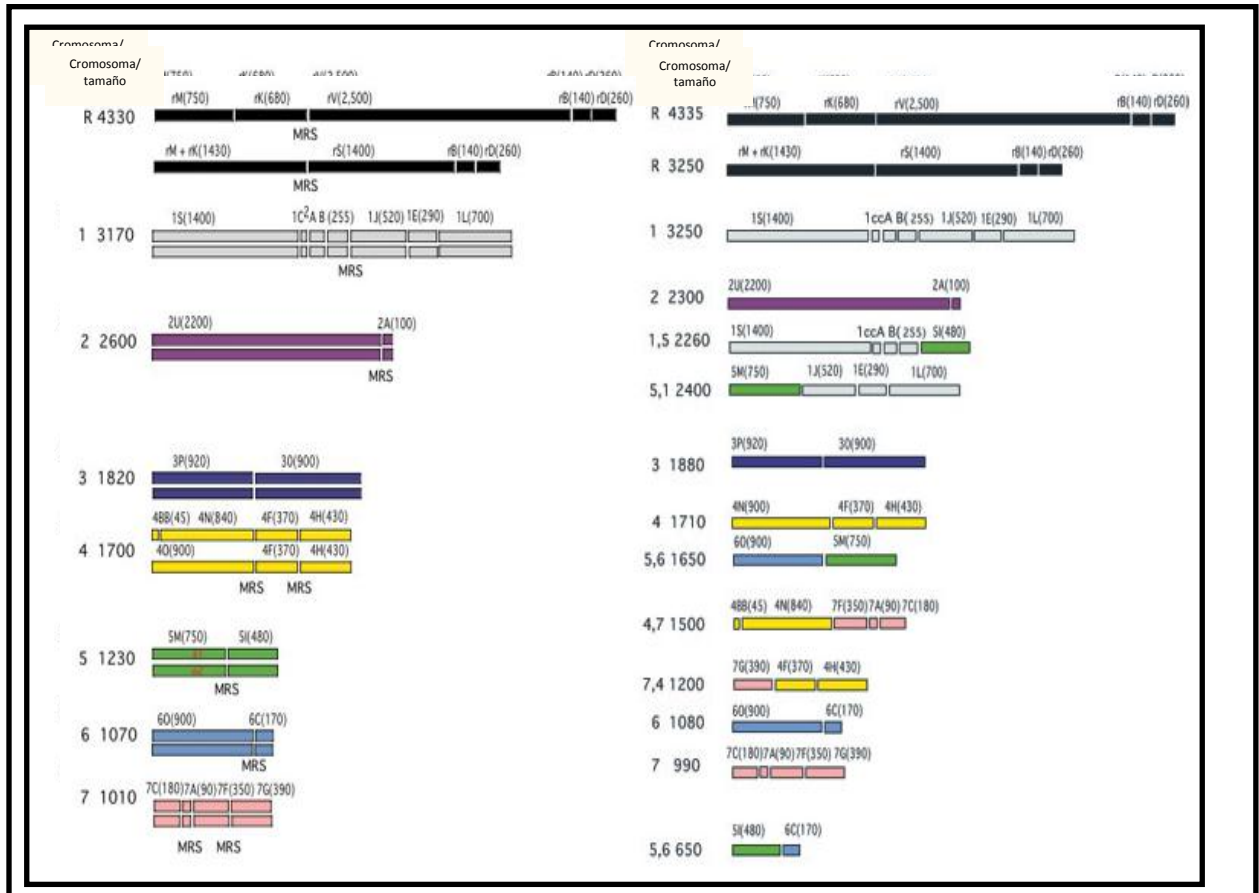 Cromosoma/
Cromosoma/
tamaño
rM(750) rK(680) rV(2,500) rB(140) rD(260)
R 4330
MRS
rM + rK(1430) rS(1400) rB(140)rD(260)
MRS
1S(1400) 1C²A B (255) 1J(520) 1E(290) 1L(700)
1 3170
MRS
2U(2200) 2A(100)
2 2600
MRS
3P(920) 3O(900)
3 1820
4BB(45) 4N(840) 4F(370) 4H(430)
4 1700
4O(900) 4F(370) 4H(430)
MRS MRS
5M(750) 5I(480)
5 1230
MRS
6O(900) 6C(170)
6 1070
MRS
7C(180)7A(90)7F(350) 7G(390)
7 1010
MRS MRS
Cromosoma/
Cromosoma/
tamaño
(750) rK(680) rV(2,500) rB(140) rD(260)
R 4335
rM + rK(1430) rS(1400) rB(140)rD(260)
R 3250
1S(1400) 1ccA B( 255) 1J(520) 1E(290) 1L(700)
1 3250
2U(2200) 2A(100)
2 2300
1S(1400) 1ccA B( 255) 5I(480)
1,5 2260
5M(750) 1J(520) 1E(290) 1L(700)
5,1 2400
3P(920) 3O(900)
3 1880
4N(900) 4F(370) 4H(430)
4 1710
6O(900) 5M(750)
5,6 1650
4BB(45) 4N(840) 7F(350)7A(90)7C(180)
4,7 1500
7G(390) 4F(370) 4H(430)
7,4 1200
6O(900) 6C(170)
6 1080
7C(180)7A(90)7F(350) 7G(390)
7 990
5I(480) 6C(170)
5,6 650